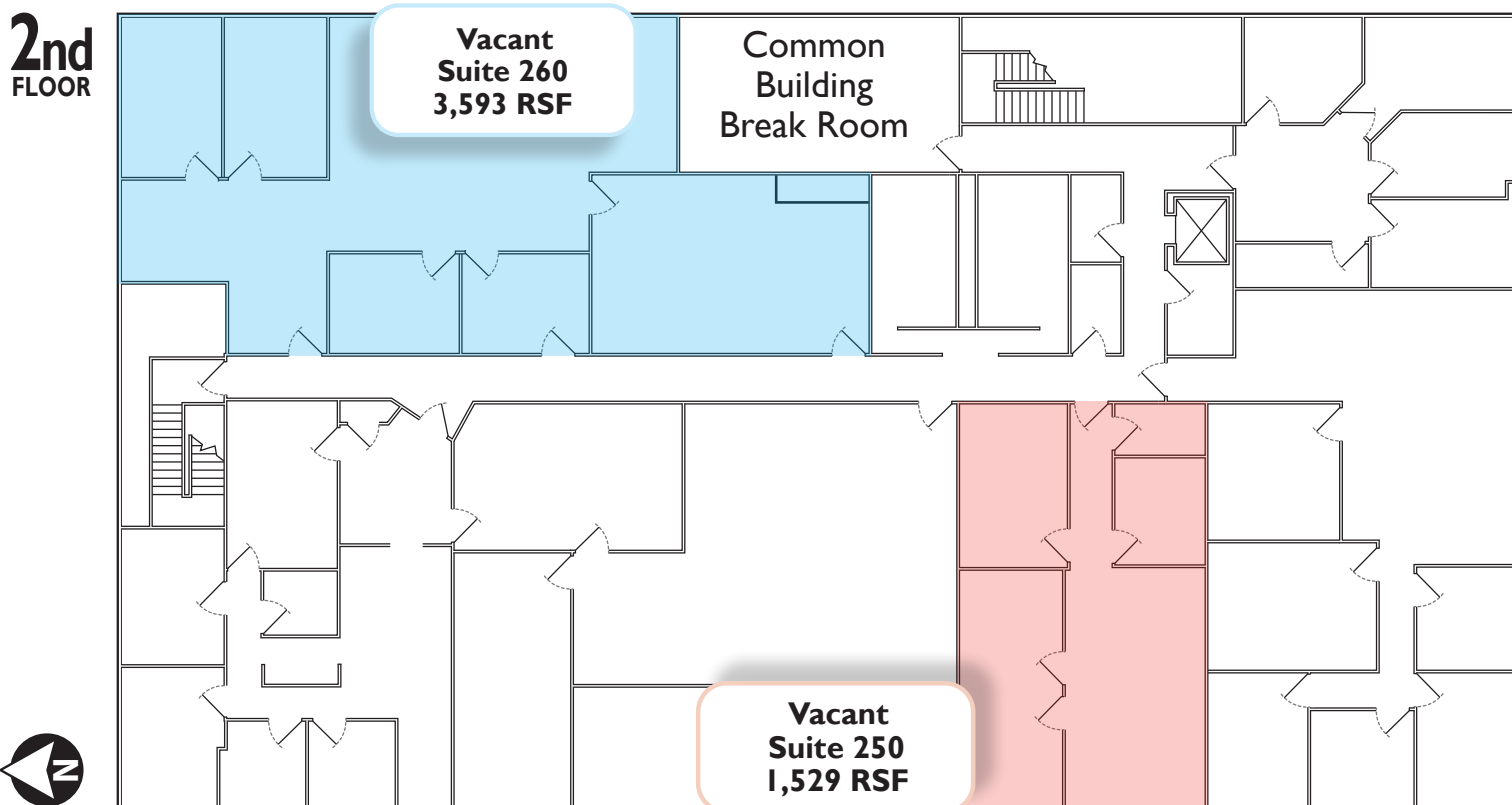 2nd
FLOOR
Vacant
Suite 260
3,593 RSF
Common
Building
Break Room
Vacant
Suite 250
1,529 RSF
N